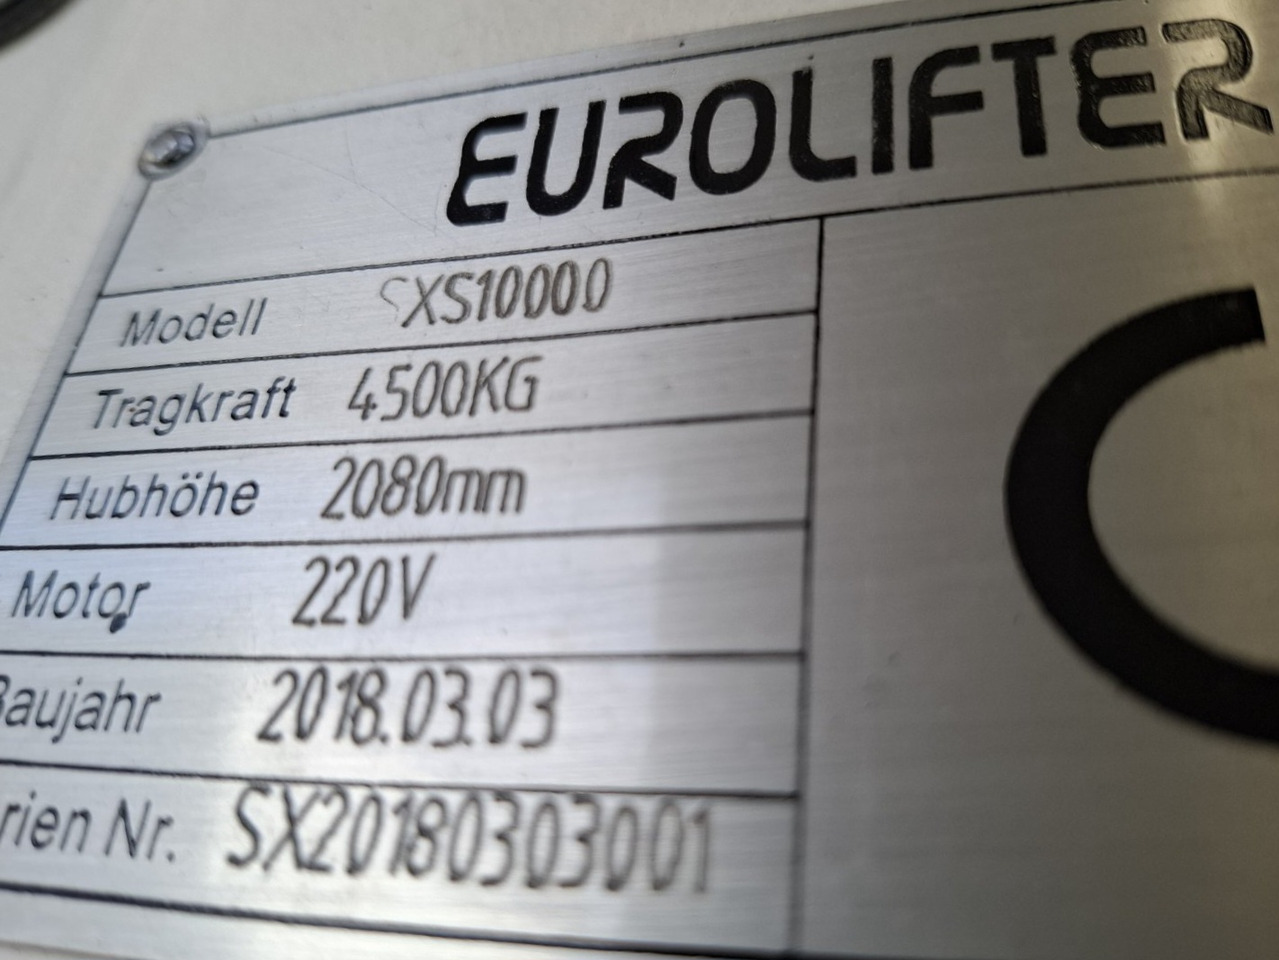 EUROLIFTER
Modell SXS10000
Tragkraft 4500KG
Hubhöhe 2080mm
Motor 220V
Baujahr 2018.03.03
rien Nr. SX20180303001